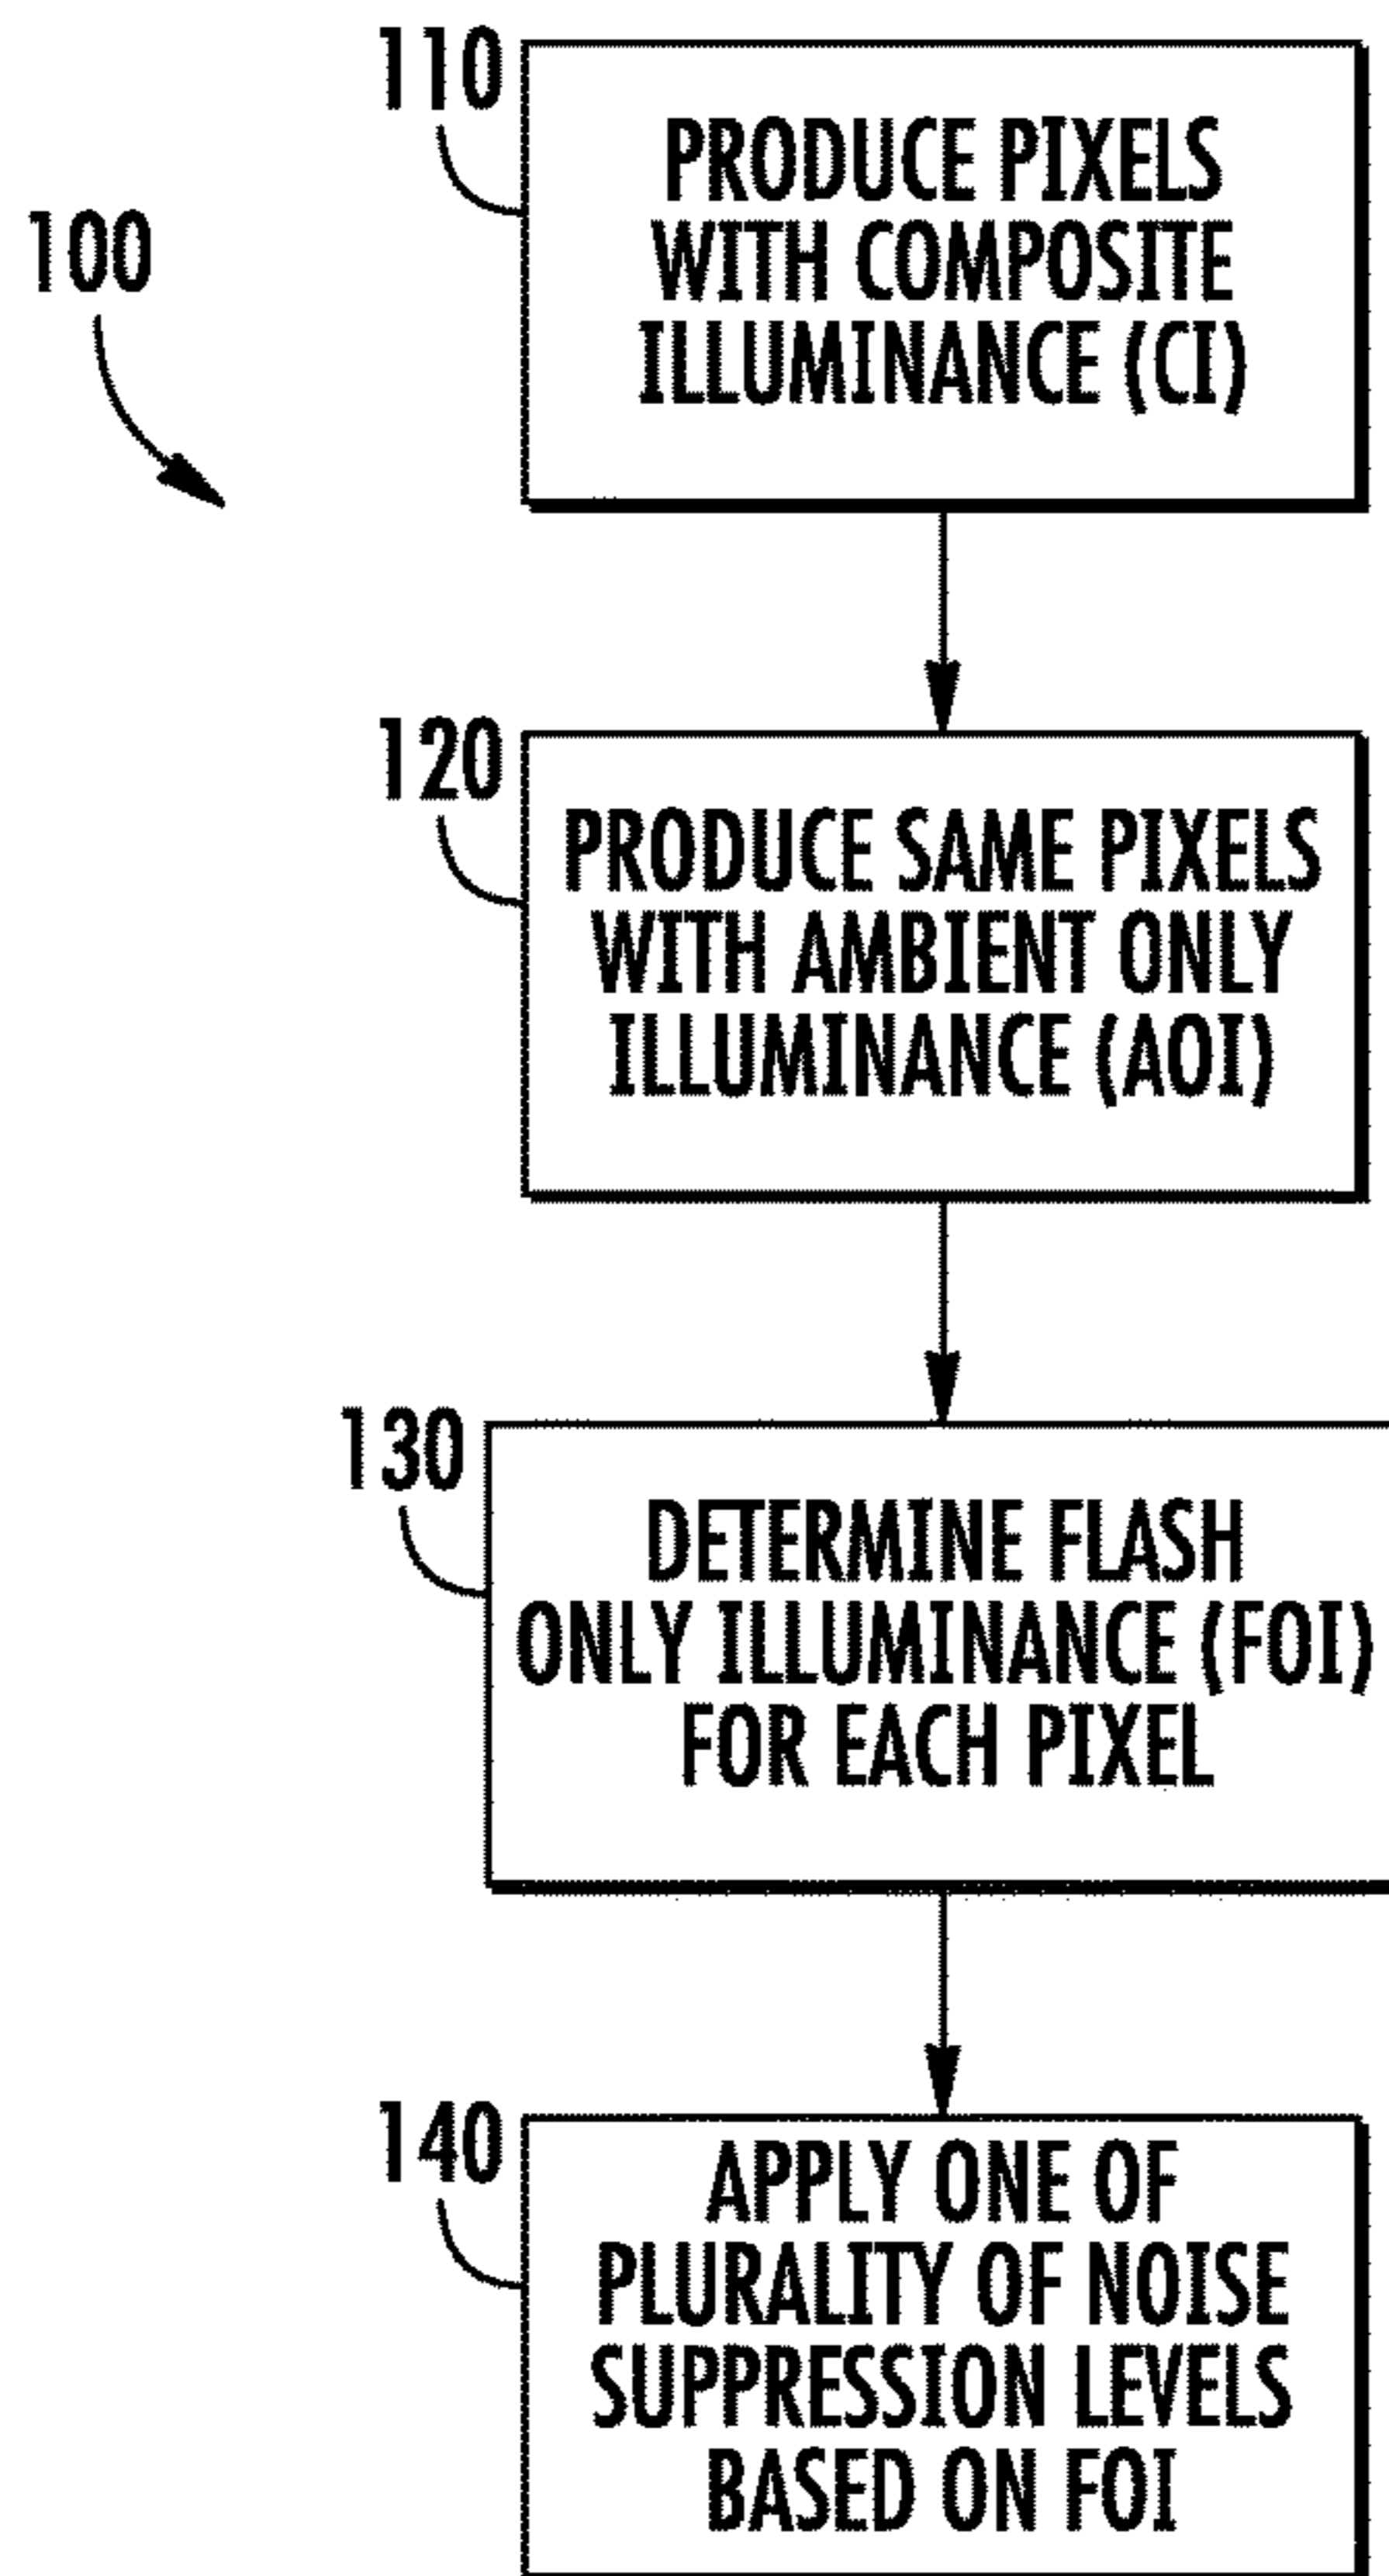 110
PRODUCE PIXELS
WITH COMPOSITE
ILLUMINANCE (CI)
100
120
PRODUCE SAME PIXELS
WITH AMBIENT ONLY
ILLUMINANCE (AOI)
130
DETERMINE FLASH
ONLY ILLUMINANCE (FOI)
FOR EACH PIXEL
140
APPLY ONE OF
PLURALITY OF NOISE
SUPPRESSION LEVELS
BASED ON FOI